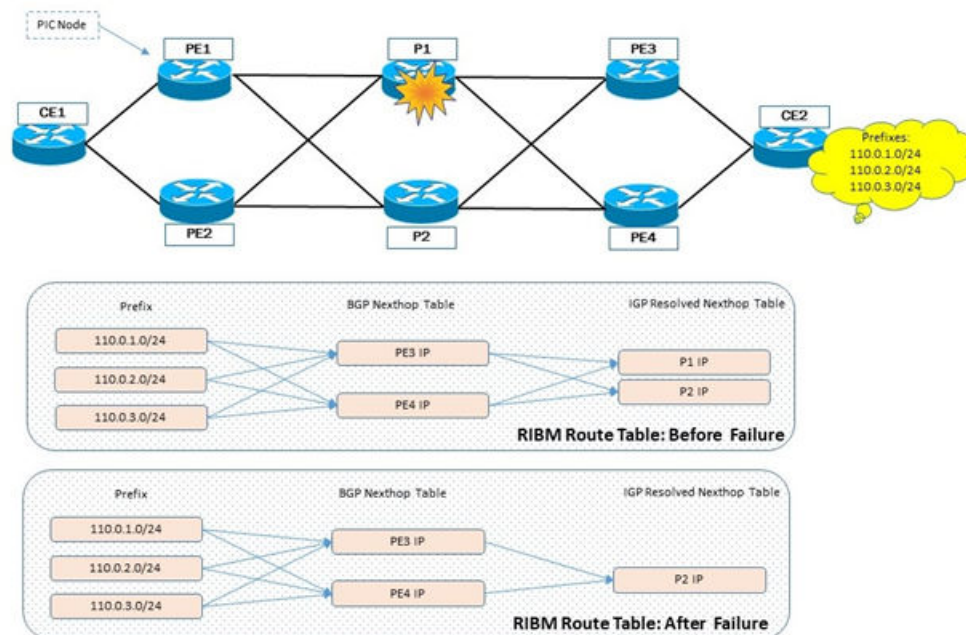 PIC Node
PE1
P1
PE3
CE1
CE2
Prefixes:
110.0.1.0/24
110.0.2.0/24
110.0.3.0/24
PE2
P2
PE4
Prefix
BGP Nexthop Table
IGP Resolved Nexthop Table
110.0.1.0/24
PE3 IP
P1 IP
110.0.2.0/24
P2 IP
PE4 IP
110.0.3.0/24
RIBM Route Table: Before Failure
Prefix
BGP Nexthop Table
IGP Resolved Nexthop Table
110.0.1.0/24
PE3 IP
110.0.2.0/24
P2 IP
PE4 IP
110.0.3.0/24
RIBM Route Table: After Failure